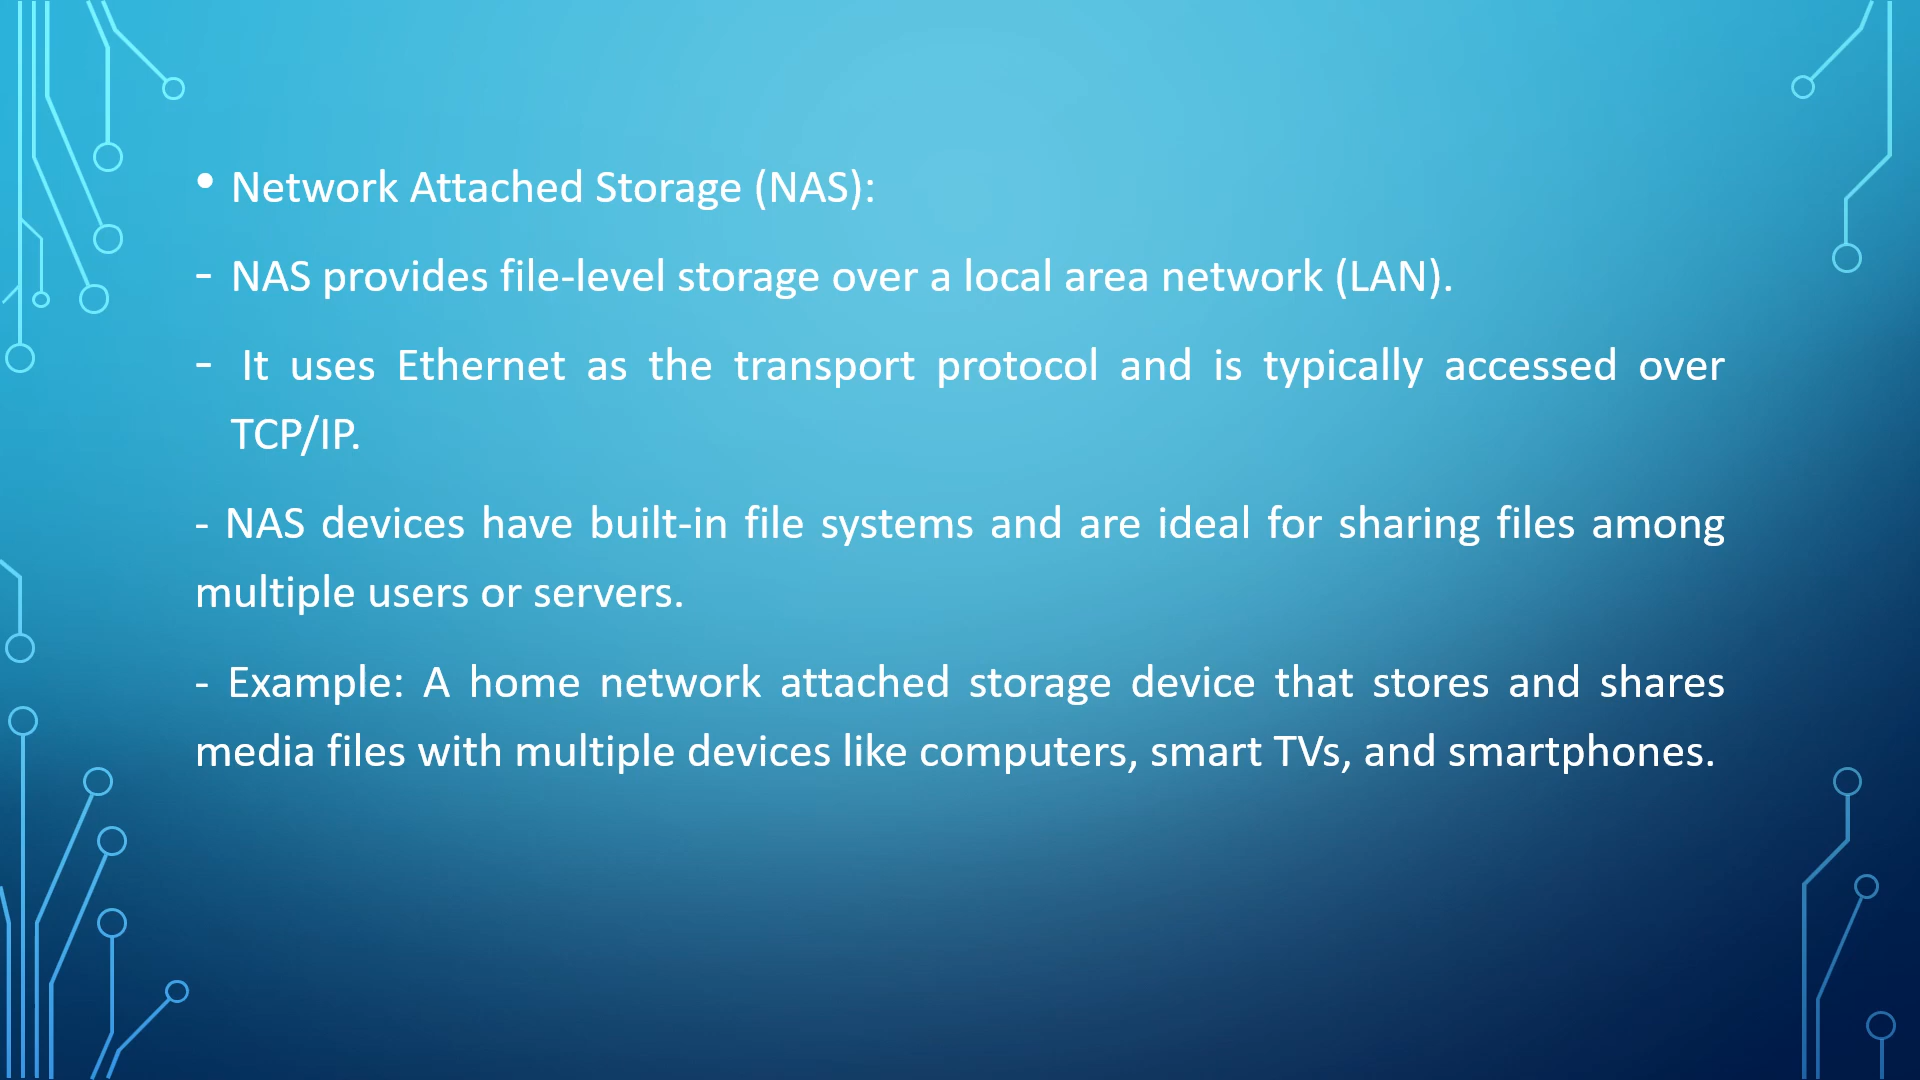 • Network Attached Storage (NAS):
- NAS provides file-level storage over a local area network (LAN).
- It uses Ethernet as the transport protocol and is typically accessed over
TCP/IP.
- NAS devices have built-in file systems and are ideal for sharing files among
multiple users or servers.
- Example: A home network attached storage device that stores and shares
media files with multiple devices like computers, smart TVs, and smartphones.